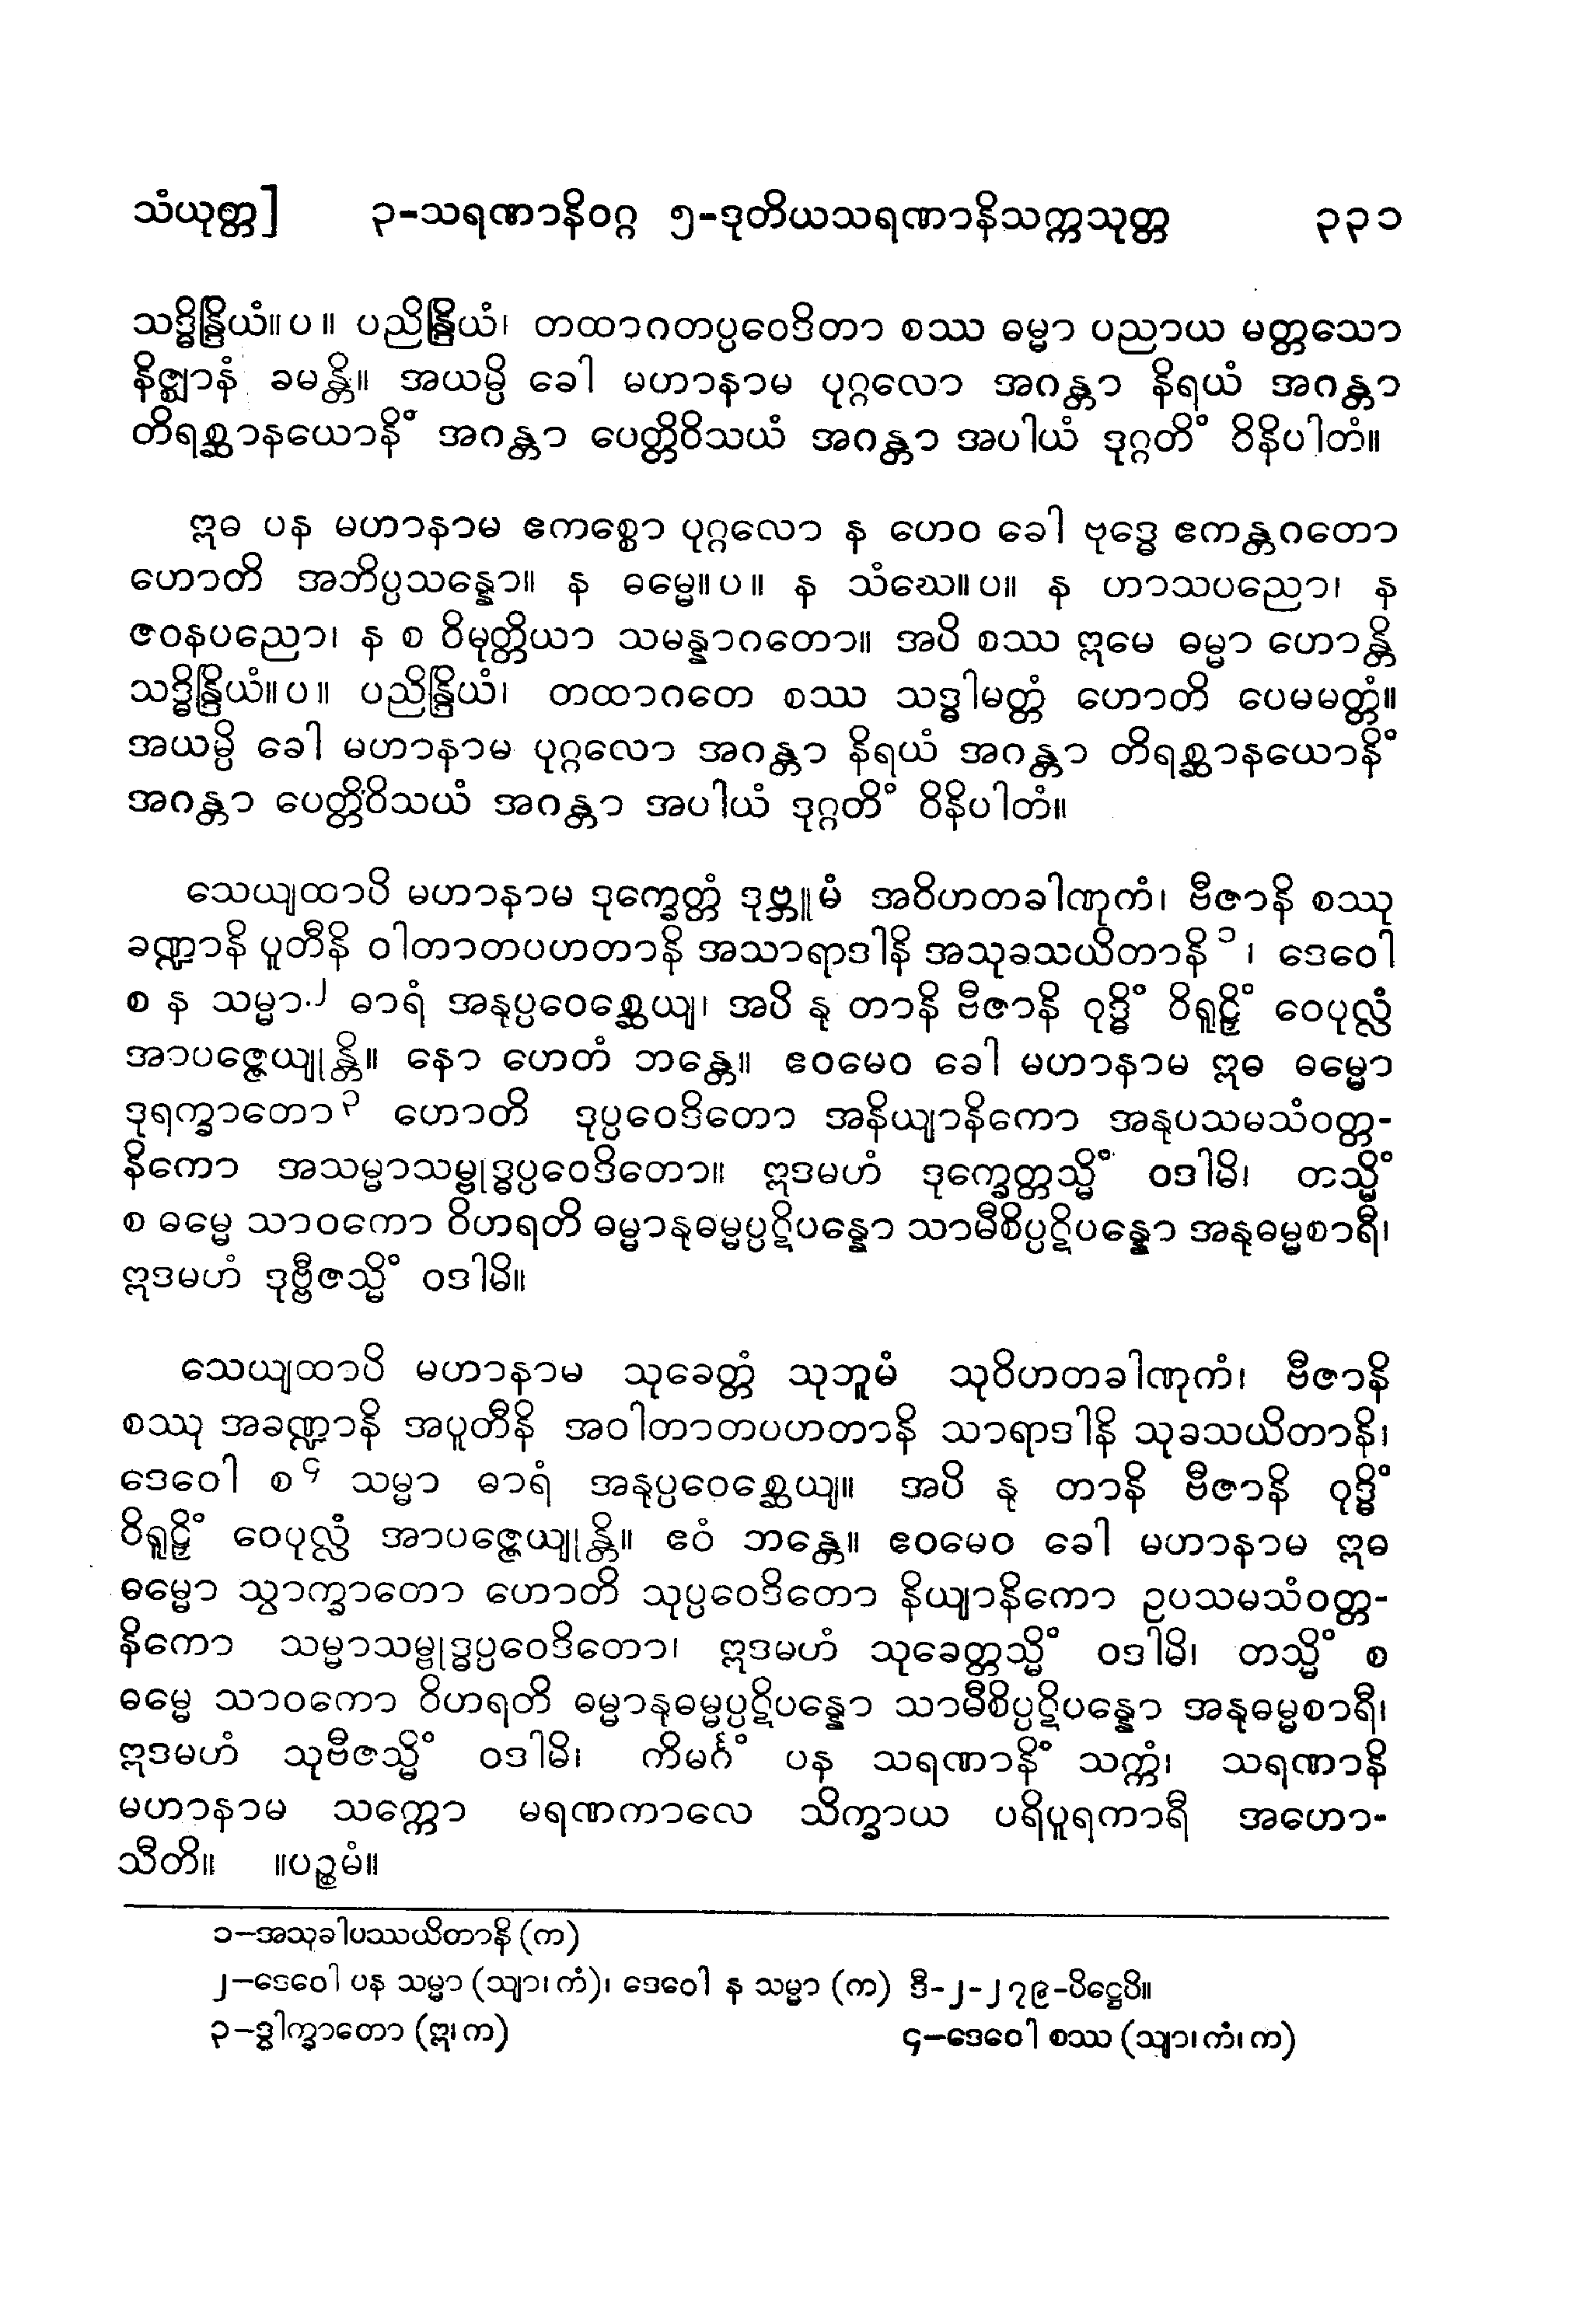 သံယုတ္တ] ၃-သရဏာနိဝဂ္ဂ ၅-ဒုတိယသရဏာနိသက္ကသုတ္တ ၃၃၁
သဒ္ဓိန္ဒြိယံ။ပ။ ပညိန္ဒြိယံ၊ တထာဂတပ္ပဝေဒိတာ စဿ ဓမ္မာ ပညာယ မတ္တသော
နိဇ္ဈာနံ ခမန္တိ။ အယမ္ပိ ခေါ မဟာနာမ ပုဂ္ဂလော အဂန္တာ နိရယံ အဂန္တာ
တိရစ္ဆာနယောနိံ အဂန္တာ ပေတ္တိဝိသယံ အဂန္တာ အပါယံ ဒုဂ္ဂတိံ ဝိနိပါတံ။
ဣဓ ပန မဟာနာမ ဧကစ္စော ပုဂ္ဂလော န ဟေဝ ခေါ ဗုဒ္ဓေ ဧကန္တဂတော
ဟောတိ အဘိပ္ပသန္နော။ န ဓမ္မေ။ပ။ န သံဃေ။ပ။ န ဟာသပညော၊ န
ဇဝနပညော၊ န စ ဝိမုတ္တိယာ သမန္နာဂတော။ အပိ စဿ ဣမေ ဓမ္မာ ဟောန္တိ
သဒ္ဓိန္ဒြိယံ။ပ။ ပညိန္ဒြိယံ၊ တထာဂတေ စဿ သဒ္ဓါမတ္တံ ဟောတိ ပေမမတ္တံ။
အယမ္ပိ ခေါ မဟာနာမ ပုဂ္ဂလော အဂန္တာ နိရယံ အဂန္တာ တိရစ္ဆာနယောနိံ
အဂန္တာ ပေတ္တိဝိသယံ အဂန္တာ အပါယံ ဒုဂ္ဂတိံ ဝိနိပါတံ။
သေယျထာပိ မဟာနာမ ဒုက္ခေတ္တံ ဒုဗ္ဘူမံ အဝိဟတခါဏုကံ၊ ဗီဇာနိ စဿု
ခဏ္ဍာနိ ပူတီနိ ဝါတာတပဟတာနိ အသာရာဒါနိ အသုခသယိတာနိ ၁၊ ဒေဝေါ
စ န သမ္မာ ၂ ဓာရံ အနုပ္ပဝေစ္ဆေယျ၊ အပိ နု တာနိ ဗီဇာနိ ဝုဒ္ဓိံ ဝိရူဠှိံ ဝေပုလ္လံ
အာပဇ္ဇေယျုန္တိ။ နော ဟေတံ ဘန္တေ။ ဧဝမေဝ ခေါ မဟာနာမ ဣဓ ဓမ္မော
ဒုရက္ခာတော ၃ ဟောတိ ဒုပ္ပဝေဒိတော အနိယျာနိကော အနုပသမသံဝတ္တ-
နိကော အသမ္မာသမ္ဗုဒ္ဓပ္ပဝေဒိတော။ ဣဒမဟံ ဒုက္ခေတ္တသ္မိံ ဝဒါမိ၊ တသ္မိံ
စ ဓမ္မေ သာဝကော ဝိဟရတိ ဓမ္မာနုဓမ္မပ္ပဋိပန္နော သာမီစိပ္ပဋိပန္နော အနုဓမ္မစာရီ၊
ဣဒမဟံ ဒုဗ္ဗီဇသ္မိံ ဝဒါမိ။
သေယျထာပိ မဟာနာမ သုခေတ္တံ သုဘူမံ သုဝိဟတခါဏုကံ၊ ဗီဇာနိ
စဿု အခဏ္ဍာနိ အပူတီနိ အဝါတာတပဟတာနိ သာရာဒါနိ သုခသယိတာနိ၊
ဒေဝေါ စ ၄ သမ္မာ ဓာရံ အနုပ္ပဝေစ္ဆေယျ။ အပိ နု တာနိ ဗီဇာနိ ဝုဒ္ဓိံ
ဝိရူဠှိံ ဝေပုလ္လံ အာပဇ္ဇေယျုန္တိ။ ဧဝံ ဘန္တေ။ ဧဝမေဝ ခေါ မဟာနာမ ဣဓ
ဓမ္မော သွာက္ခာတော ဟောတိ သုပ္ပဝေဒိတော နိယျာနိကော ဥပသမသံဝတ္တ-
နိကော သမ္မာသမ္ဗုဒ္ဓပ္ပဝေဒိတော၊ ဣဒမဟံ သုခေတ္တသ္မိံ ဝဒါမိ၊ တသ္မိံ စ
ဓမ္မေ သာဝကော ဝိဟရတိ ဓမ္မာနုဓမ္မပ္ပဋိပန္နော သာမီစိပ္ပဋိပန္နော အနုဓမ္မစာရီ၊
ဣဒမဟံ သုဗီဇသ္မိံ ဝဒါမိ၊ ကိမင်္ဂံ ပန သရဏာနိံ သက္ကံ၊ သရဏာနိ
မဟာနာမ သက္ကော မရဏကာလေ သိက္ခာယ ပရိပူရကာရီ အဟော-
သီတိ။ ။ပဉ္စမံ။
၁-အသုခါပဿယိတာနိ (က)
၂-ဒေဝေါ ပန သမ္မာ (သျာ၊ကံ)၊ ဒေဝေါ န သမ္မာ (က) ဒီ-၂-၂၇၉-ပိဋ္ဌေပိ။
၃-ဒွါက္ခာတော (ဣ၊က) ၄-ဒေဝေါ စဿ (သျာ၊ကံ၊က)